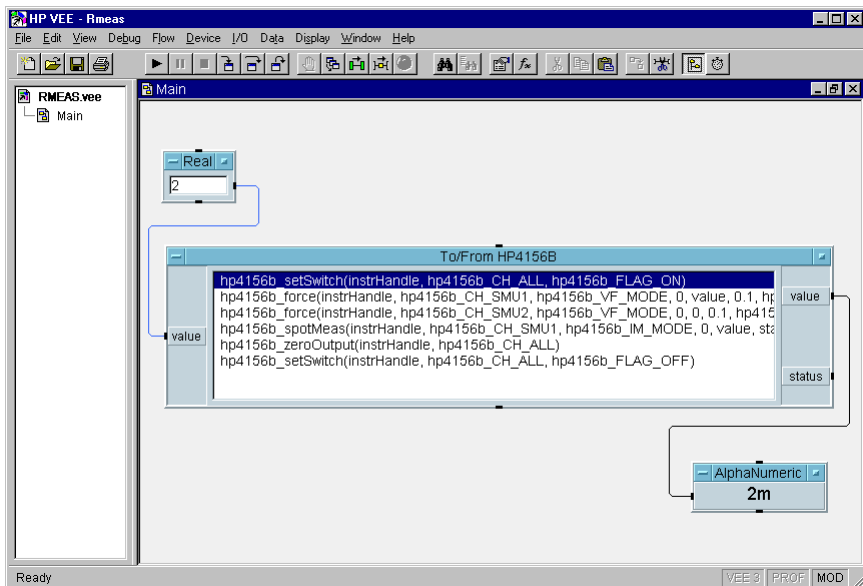 HP VEE - Rmeas
File Edit View Debug Flow Device I/O Data Display Window Help
RMEAS.vee
Main
Main
Real
2
To/From HP4156B
hp4156b_setSwitch(instrHandle, hp4156b_CH_ALL, hp4156b_FLAG_ON)
hp4156b_force(instrHandle, hp4156b_CH_SMU1, hp4156b_VF_MODE, 0, value, 0.1, hp
hp4156b_force(instrHandle, hp4156b_CH_SMU2, hp4156b_VF_MODE, 0, 0, 0.1, hp415
hp4156b_spotMeas(instrHandle, hp4156b_CH_SMU1, hp4156b_IM_MODE, 0, value, sta
hp4156b_zeroOutput(instrHandle, hp4156b_CH_ALL)
hp4156b_setSwitch(instrHandle, hp4156b_CH_ALL, hp4156b_FLAG_OFF)
value
value
status
AlphaNumeric
2m
Ready
VEE 3 PROF MOD